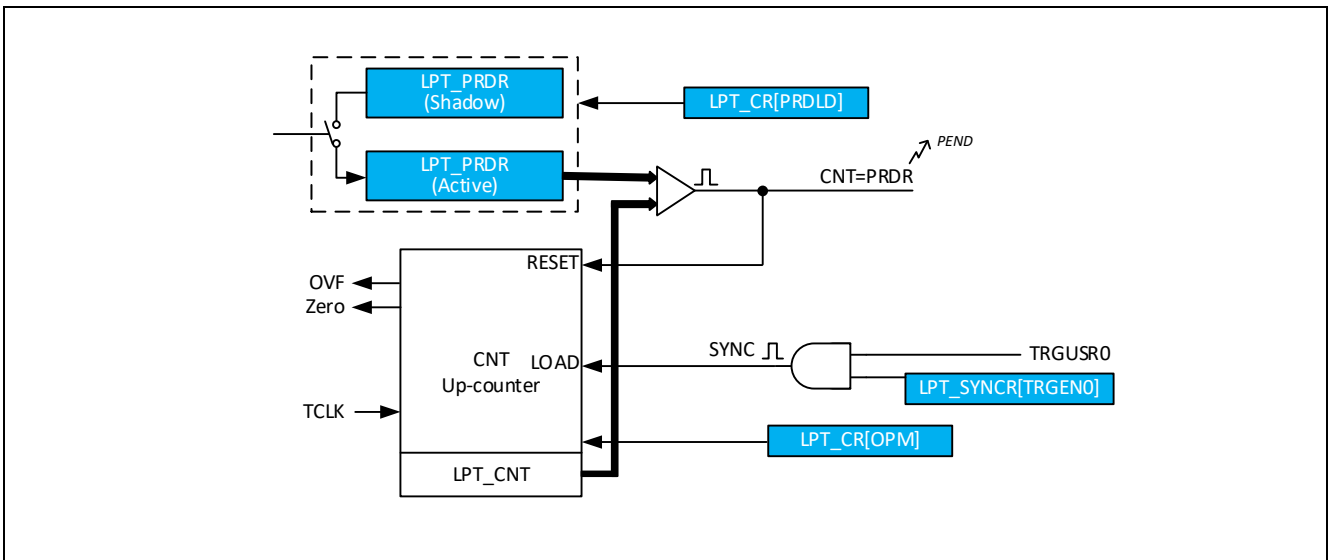 LPT_PRDR
(Shadow)
LPT_CR[PRDLD]
PEND
LPT_PRDR
(Active)
CNT=PRDR
RESET
OVF
Zero
SYNC
TRGUSR0
CNT
LOAD
Up-counter
LPT_SYNCR[TRGEN0]
TCLK
LPT_CR[OPM]
LPT_CNT